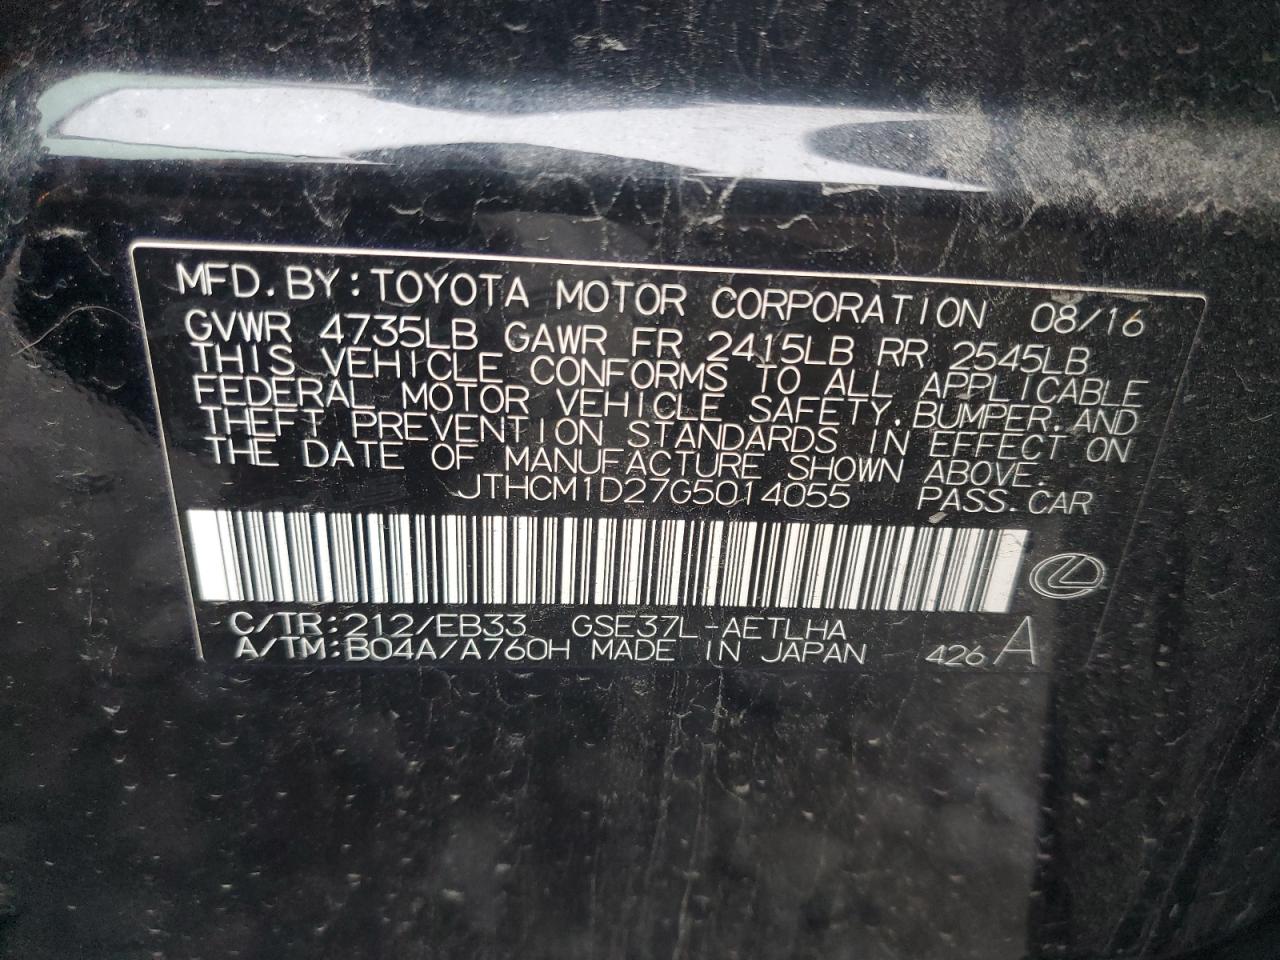 MFD.BY:TOYOTA MOTOR CORPORATION 08/16
GVWR 4735LB GAWR FR 2415LB RR 2545LB
THIS VEHICLE CONFORMS TO ALL APPLICABLE
FEDERAL MOTOR VEHICLE SAFETY,BUMPER,AND
THEFT PREVENTION STANDARDS IN EFFECT ON
THE DATE OF MANUFACTURE SHOWN ABOVE.
JTHCM1D27G5014055 PASS.CAR
C/TR:212/EB33 GSE37L-AETLHA
A/TM:B04A/A760H MADE IN JAPAN 426 A